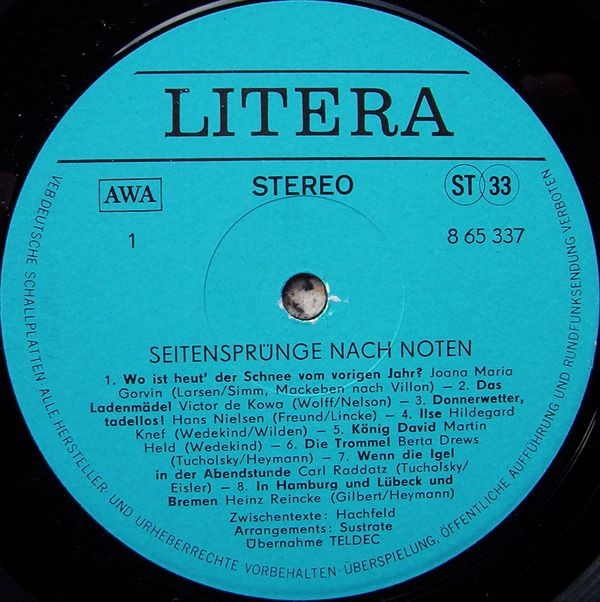 LITERA
AWA
STEREO
ST 33
1
8 65 337
SEITENSPRÜNGE NACH NOTEN
1. Wo ist heut' der Schnee vom vorigen Jahr? Joana Maria
Gorvin (Larsen/Simm, Mackeben nach Villon) – 2. Das
Ladenmädel Victor de Kowa (Wolff/Nelson) – 3. Donnerwetter,
tadellos! Hans Nielsen (Freund/Lincke) – 4. Ilse Hildegard
Knef (Wedekind/Wilden) – 5. König David Martin
Held (Wedekind) – 6. Die Trommel Berta Drews
(Tucholsky/Heymann) – 7. Wenn die Igel
in der Abendstunde Carl Raddatz (Tucholsky/
Eisler) – 8. In Hamburg und Lübeck und
Bremen Heinz Reincke (Gilbert/Heymann)
Zwischentexte: Hachfeld
Arrangements: Sustrate
Übernahme TELDEC
VEB DEUTSCHE SCHALLPLATTEN ALLE HERSTELLER- UND URHEBERRECHTE VORBEHALTEN · ÜBERSPIELUNG, ÖFFENTLICHE AUFFÜHRUNG UND RUNDFUNKSENDUNG VERBOTEN